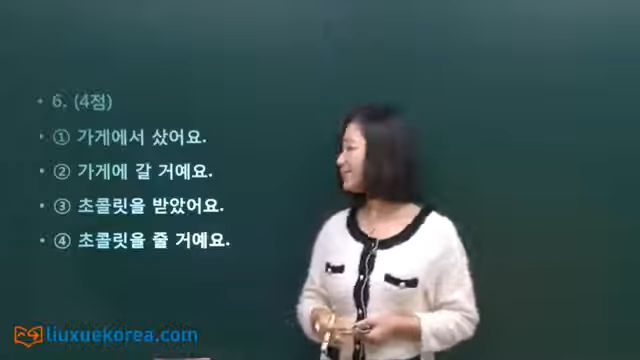 • 6. (4점)
• ① 가게에서 샀어요.
• ② 가게에 갈 거예요.
• ③ 초콜릿을 받았어요.
• ④ 초콜릿을 줄 거예요.
liuxuekorea.com